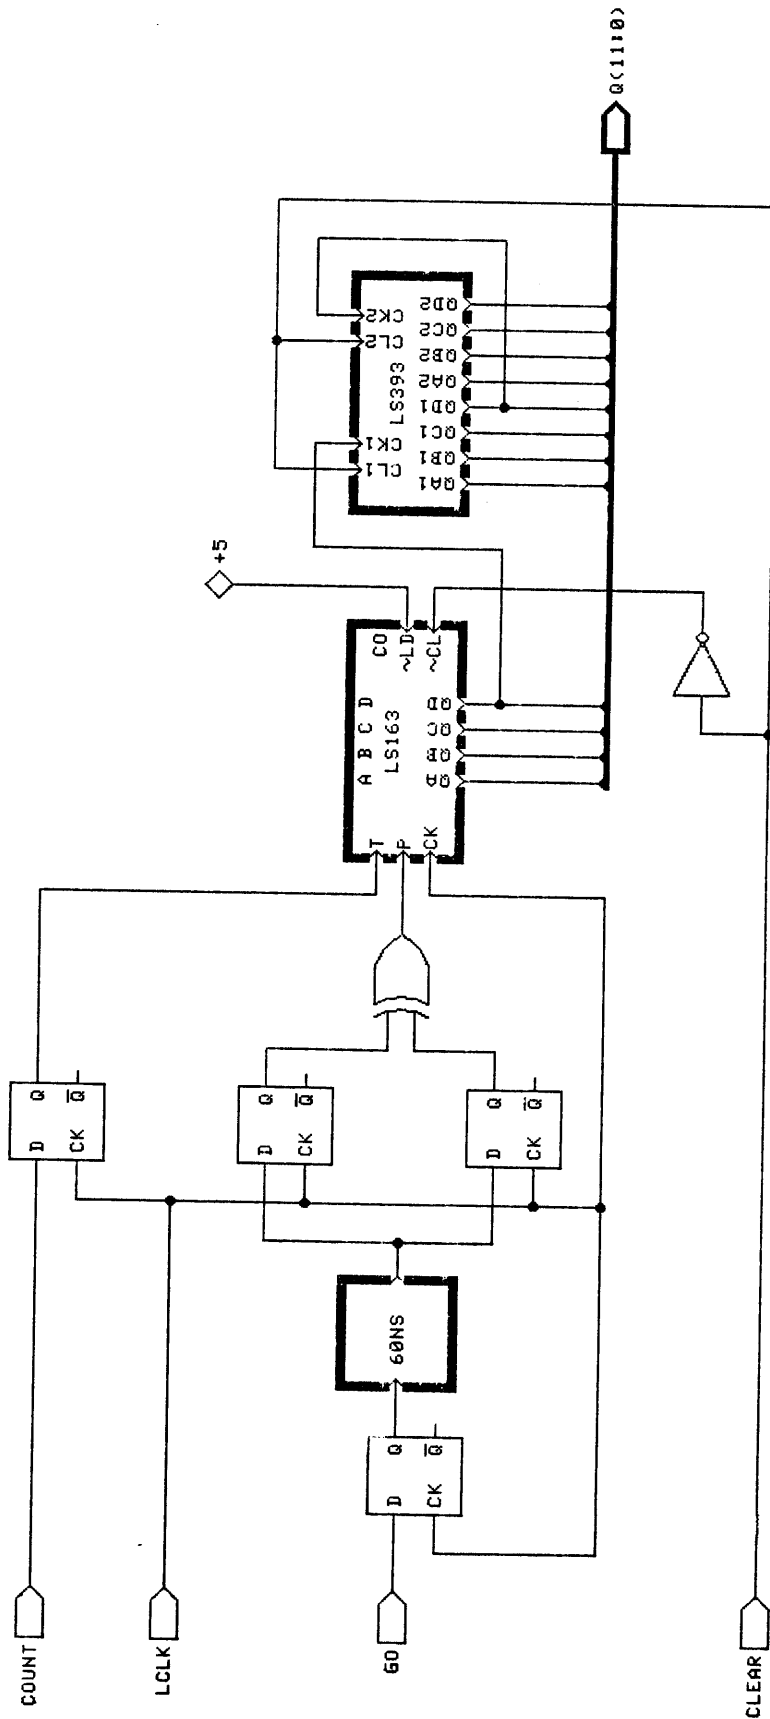 COUNT
LCLK
GO
CLEAR
D Q
CK Q̅
D Q
CK Q̅
60NS
D Q
CK Q̅
D Q
CK Q̅
T
P
CK
A B C D
LS163
CO
~LD
~CL
QA QB QC QD
+5
CL1 CK1 CL2 CK2
LS393
QA1 QB1 QC1 QD1 QA2 QB2 QC2 QD2
Q(11:0)